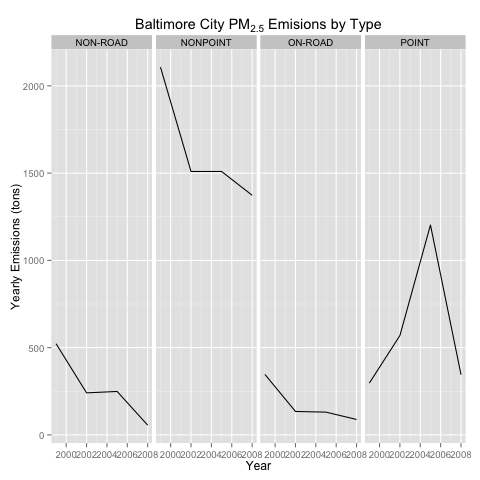 Baltimore City PM2.5 Emisions by Type
NON-ROAD NONPOINT ON-ROAD POINT
Yearly Emissions (tons)
2000
1500
1000
500
0
2000 2002 2004 2006 2008 2000 2002 2004 2006 2008 2000 2002 2004 2006 2008 2000 2002 2004 2006 2008
Year